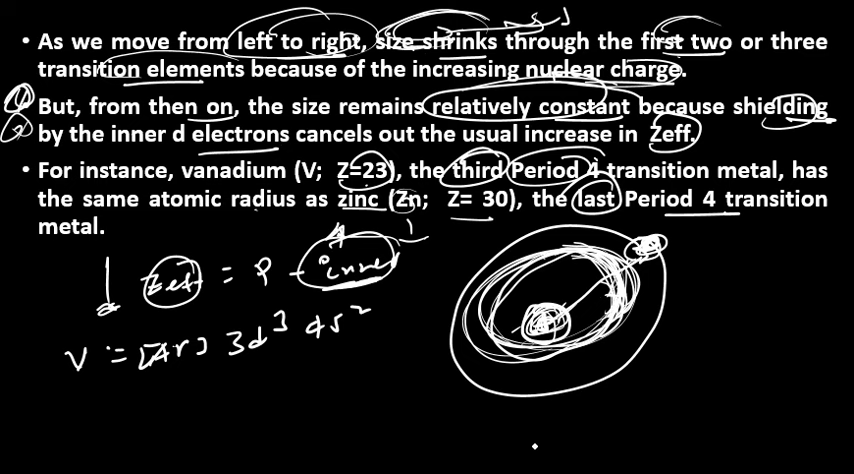 • As we move from left to right, size shrinks through the first two or three
transition elements because of the increasing nuclear charge.
• But, from then on, the size remains relatively constant because shielding
by the inner d electrons cancels out the usual increase in Zeff.
• For instance, vanadium (V; Z=23), the third Period 4 transition metal, has
the same atomic radius as zinc (Zn; Z= 30), the last Period 4 transition
metal.
Zeff = P - inner
V = [Ar] 3d³ 4s²